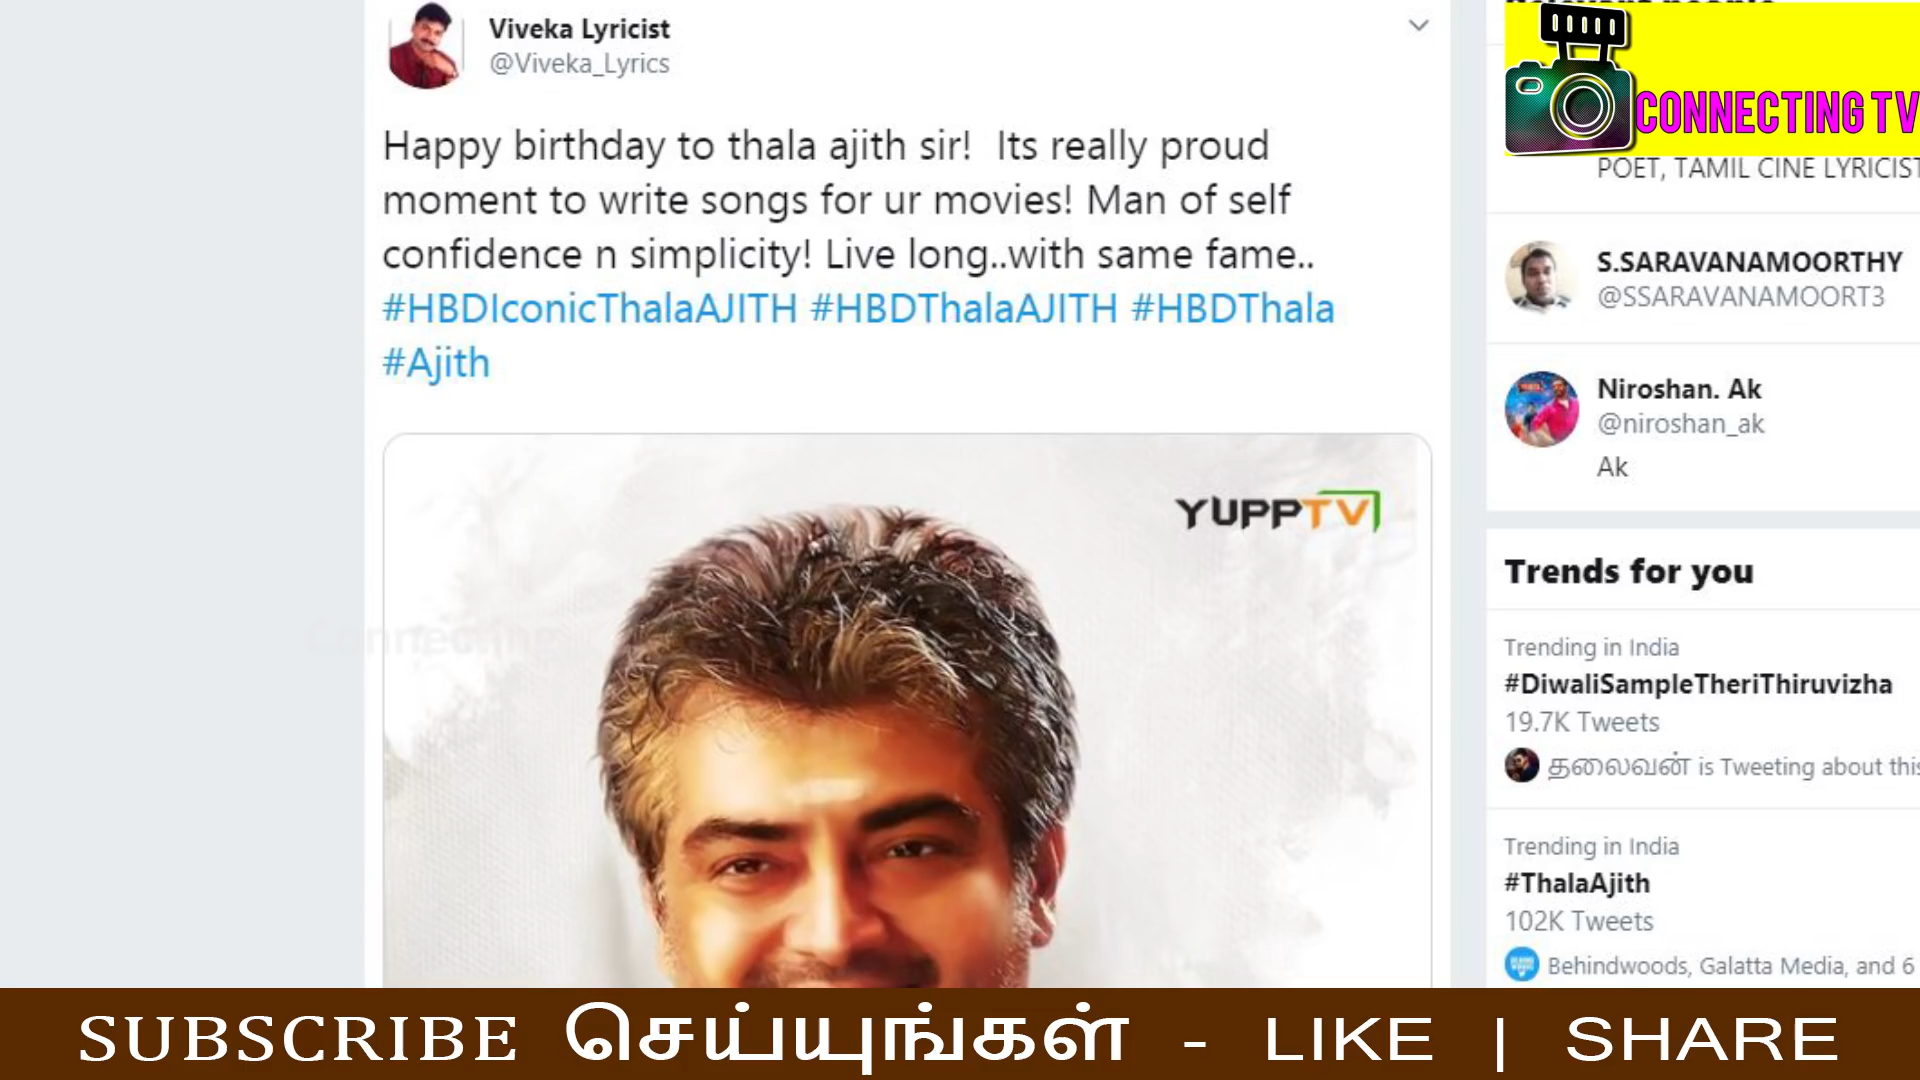 Viveka Lyricist
@Viveka_Lyrics
Happy birthday to thala ajith sir!  Its really proud
moment to write songs for ur movies! Man of self
confidence n simplicity! Live long..with same fame..
#HBDIconicThalaAJITH #HBDThalaAJITH #HBDThala
#Ajith
YUPPTV
Connecting
CONNECTING TV
POET, TAMIL CINE LYRICIST
S.SARAVANAMOORTHY
@SSARAVANAMOORT3
Niroshan. Ak
@niroshan_ak
Ak
Trends for you
Trending in India
#DiwaliSampleTheriThiruvizha
19.7K Tweets
தலைவன் is Tweeting about this
Trending in India
#ThalaAjith
102K Tweets
Behindwoods, Galatta Media, and 6
SUBSCRIBE செய்யுங்கள் - LIKE | SHARE